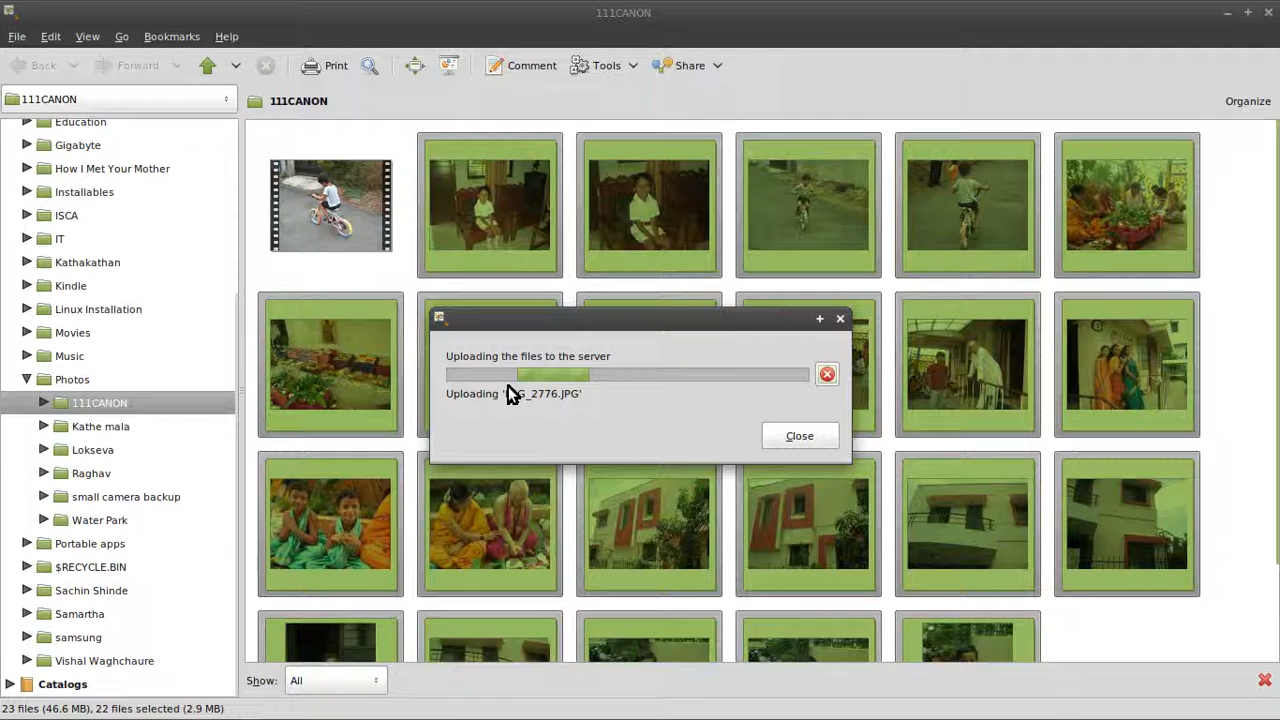 111CANON
File Edit View Go Bookmarks Help
Back Forward Print Comment Tools Share
111CANON
111CANON
Organize
Education
Gigabyte
How I Met Your Mother
Installables
ISCA
IT
Kathakathan
Kindle
Linux Installation
Movies
Music
Photos
111CANON
Kathe mala
Lokseva
Raghav
small camera backup
Water Park
Portable apps
$RECYCLE.BIN
Sachin Shinde
Samartha
samsung
Vishal Waghchaure
Catalogs
Uploading the files to the server
Uploading 'G_2776.JPG'
Close
Show: All
23 files (46.6 MB), 22 files selected (2.9 MB)